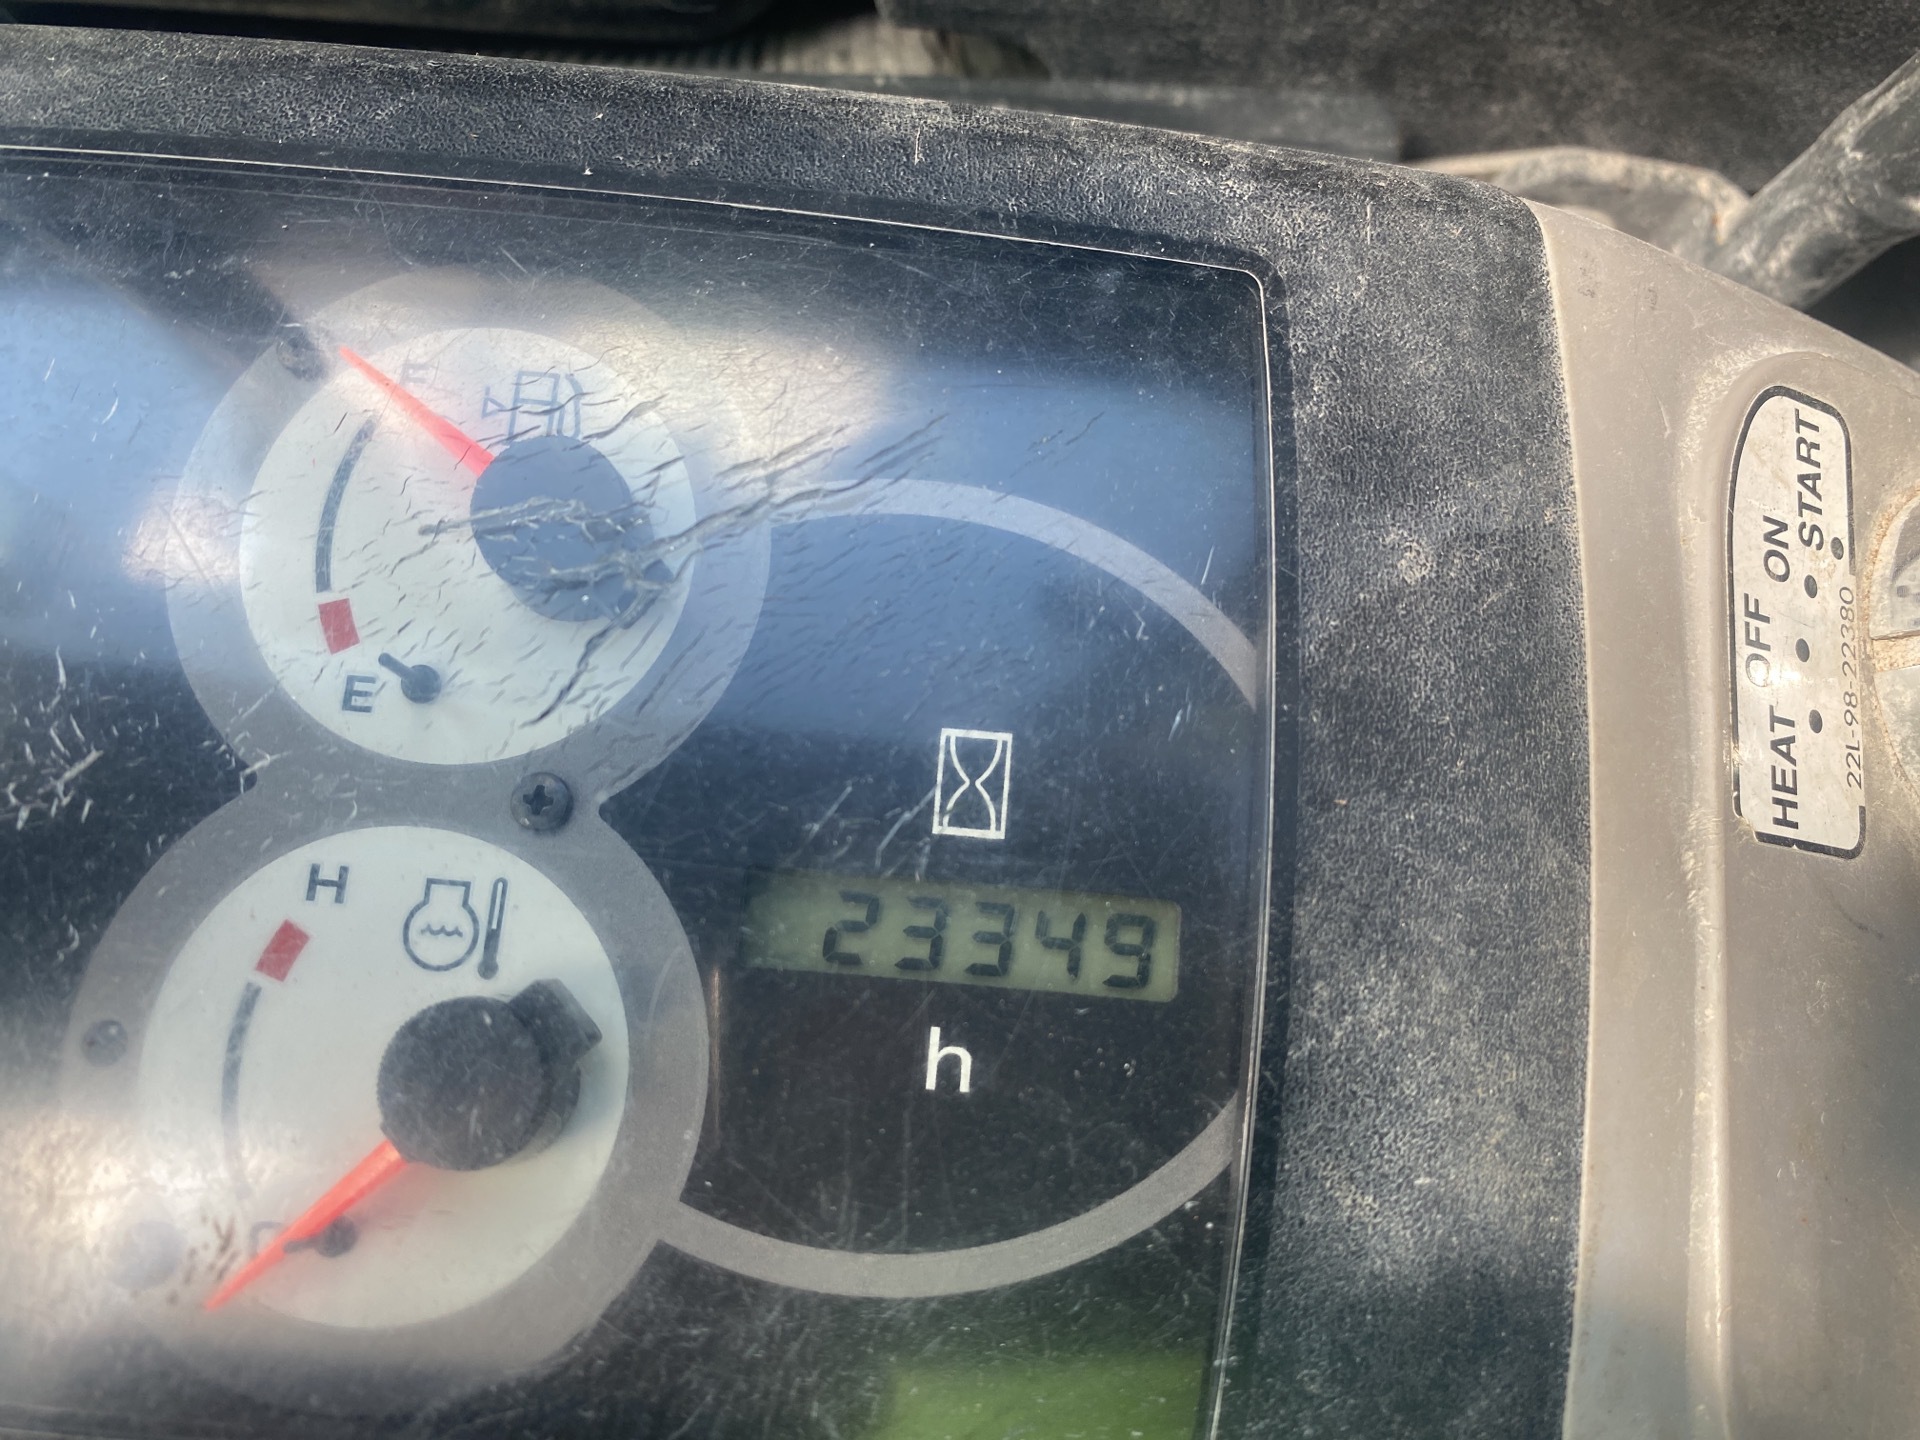 F
E
H
C
23349
h
HEAT OFF ON START
22L-98-22380